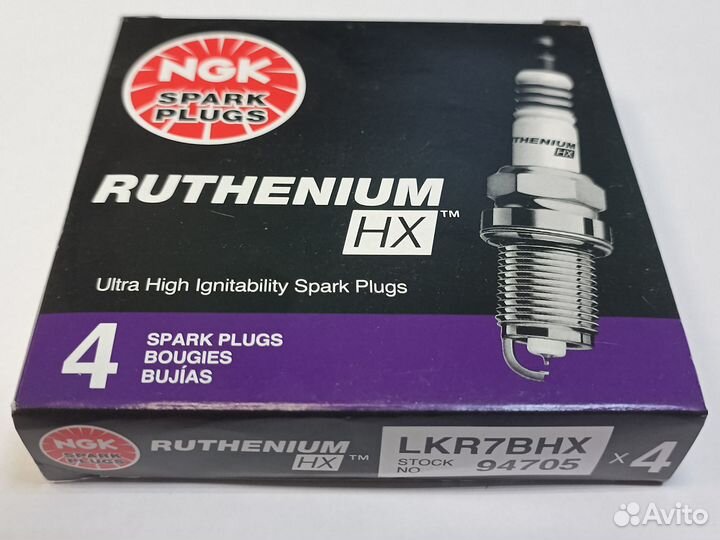 NGK
SPARK
PLUGS
RUTHENIUM
HX™
RUTHENIUM
HX
Ultra High Ignitability Spark Plugs
4 SPARK PLUGS
BOUGIES
BUJÍAS
NGK
SPARK
PLUGS
RUTHENIUM
HX™
LKR7BHX
STOCK
NO 94705
x4
Avito